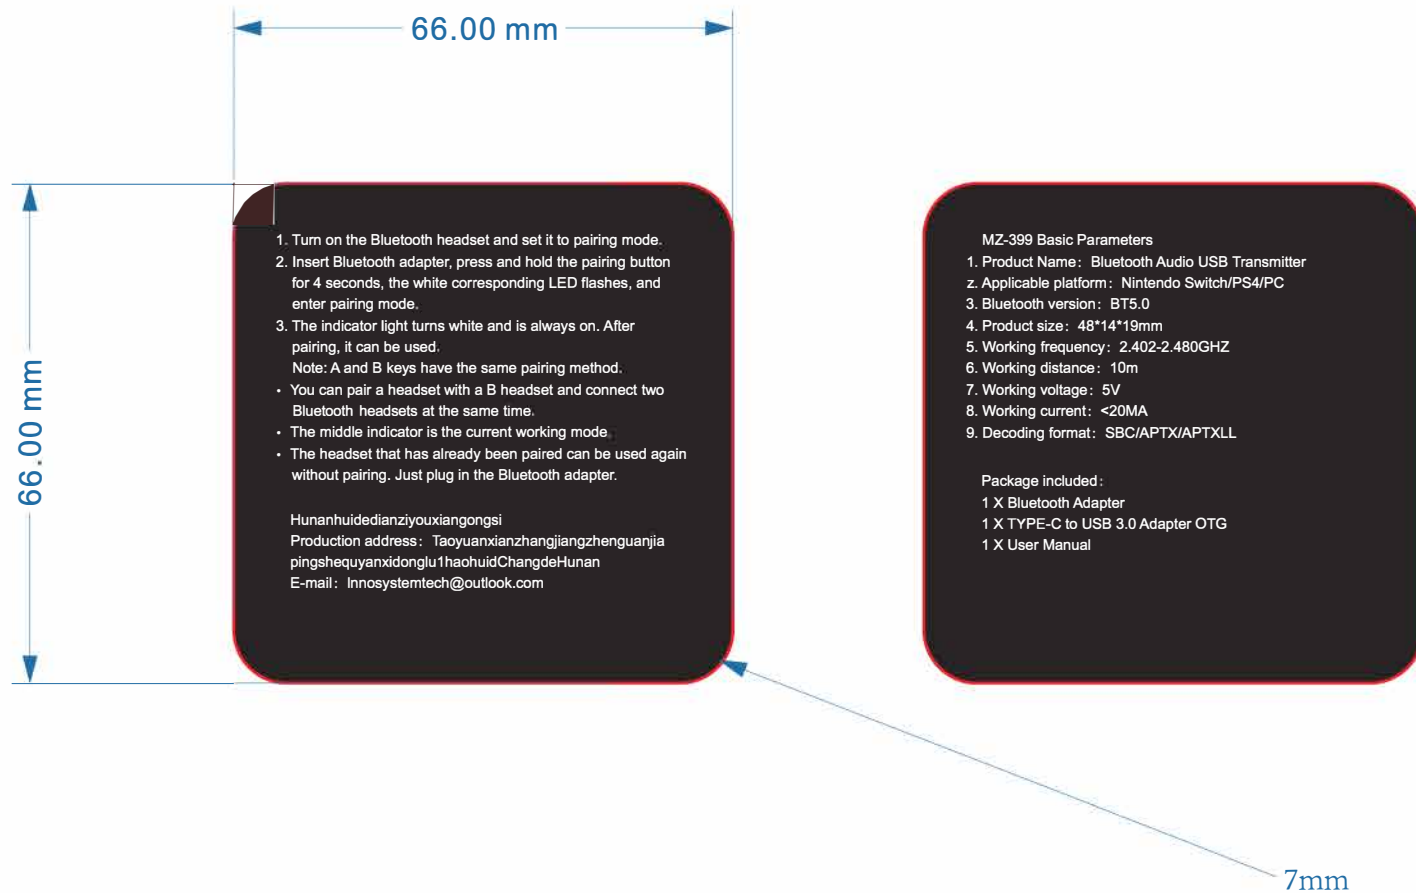 66.00 mm
66.00 mm
1. Turn on the Bluetooth headset and set it to pairing mode.
2. Insert Bluetooth adapter, press and hold the pairing button
for 4 seconds, the white corresponding LED flashes, and
enter pairing mode.
3. The indicator light turns white and is always on. After
pairing, it can be used.
Note: A and B keys have the same pairing method.
• You can pair a headset with a B headset and connect two
Bluetooth headsets at the same time.
• The middle indicator is the current working mode.
• The headset that has already been paired can be used again
without pairing. Just plug in the Bluetooth adapter.
Hunanhuidedianziyouxiangongsi
Production address: Taoyuanxianzhangjiangzhenguanjia
pingshequyanxidonglu1haohuidChangdeHunan
E-mail: Innosystemtech@outlook.com
MZ-399 Basic Parameters
1. Product Name: Bluetooth Audio USB Transmitter
z. Applicable platform: Nintendo Switch/PS4/PC
3. Bluetooth version: BT5.0
4. Product size: 48*14*19mm
5. Working frequency: 2.402-2.480GHZ
6. Working distance: 10m
7. Working voltage: 5V
8. Working current: <20MA
9. Decoding format: SBC/APTX/APTXLL
Package included:
1 X Bluetooth Adapter
1 X TYPE-C to USB 3.0 Adapter OTG
1 X User Manual
7mm